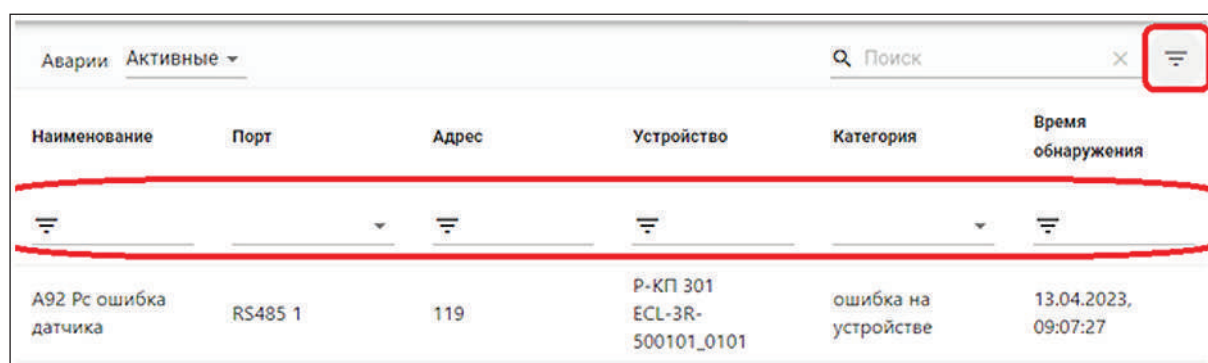 Аварии Активные Поиск
Наименование Порт Адрес Устройство Категория Время обнаружения
А92 Рс ошибка датчика RS485 1 119 Р-КП 301 ECL-3R-500101_0101 ошибка на устройстве 13.04.2023, 09:07:27